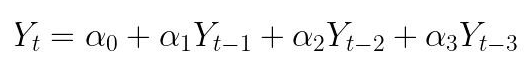 Y_t = α_0 + α_1Y_{t−1} + α_2Y_{t−2} + α_3Y_{t−3}